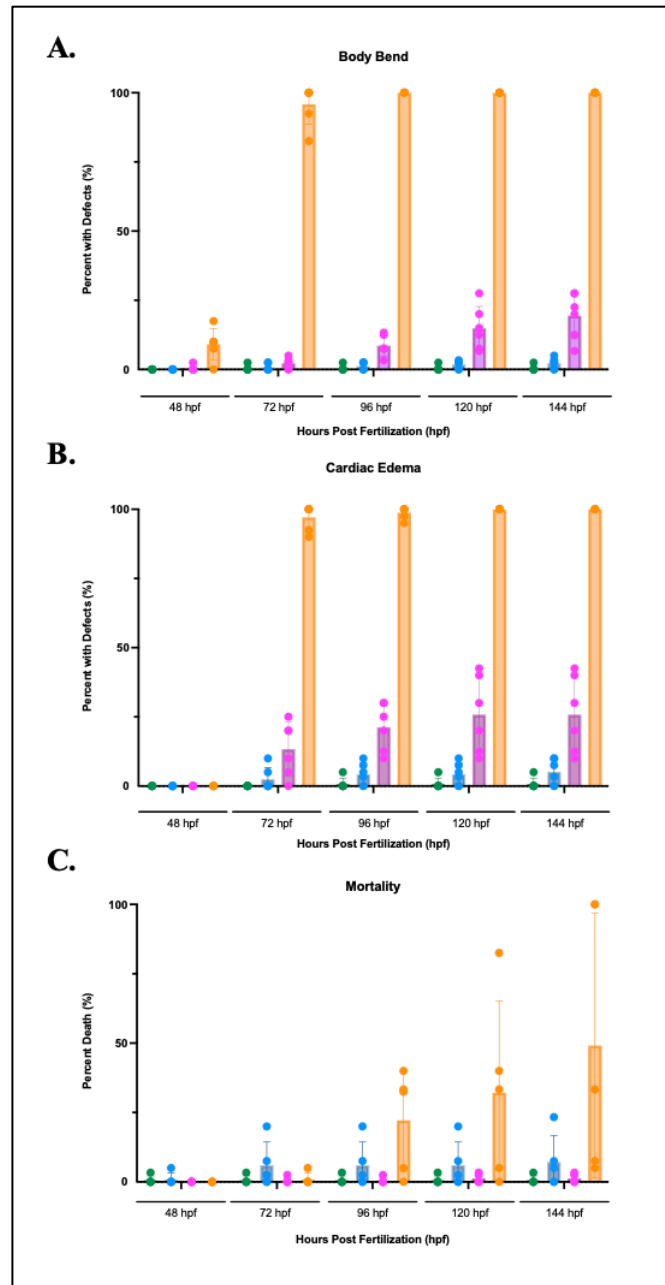 A.
Body Bend
100
50
0
Percent with Defects (%)
48 hpf 72 hpf 96 hpf 120 hpf 144 hpf
Hours Post Fertilization (hpf)
B.
Cardiac Edema
100
50
0
Percent with Defects (%)
48 hpf 72 hpf 96 hpf 120 hpf 144 hpf
Hours Post Fertilization (hpf)
C.
Mortality
100
50
0
Percent Death (%)
48 hpf 72 hpf 96 hpf 120 hpf 144 hpf
Hours Post Fertilization (hpf)